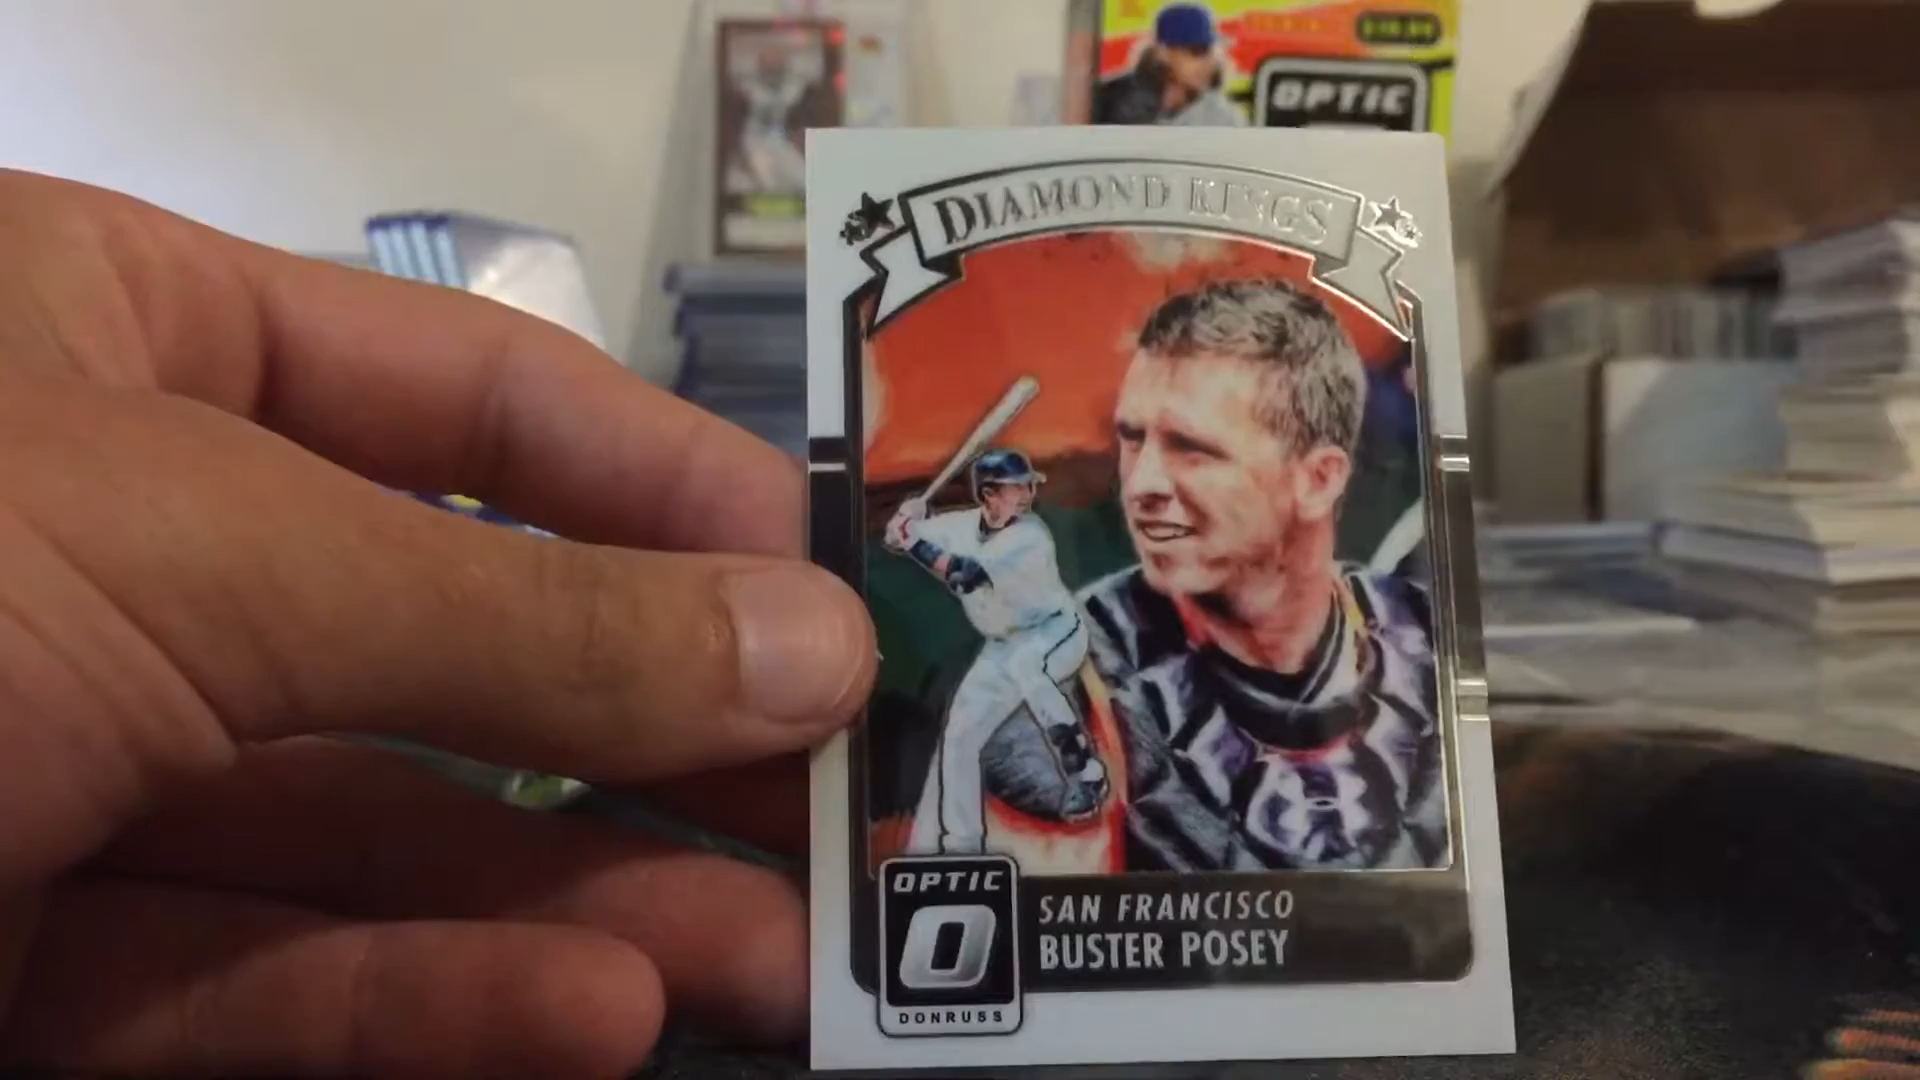 OPTIC
DIAMOND KINGS
OPTIC
O
DONRUSS
SAN FRANCISCO
BUSTER POSEY